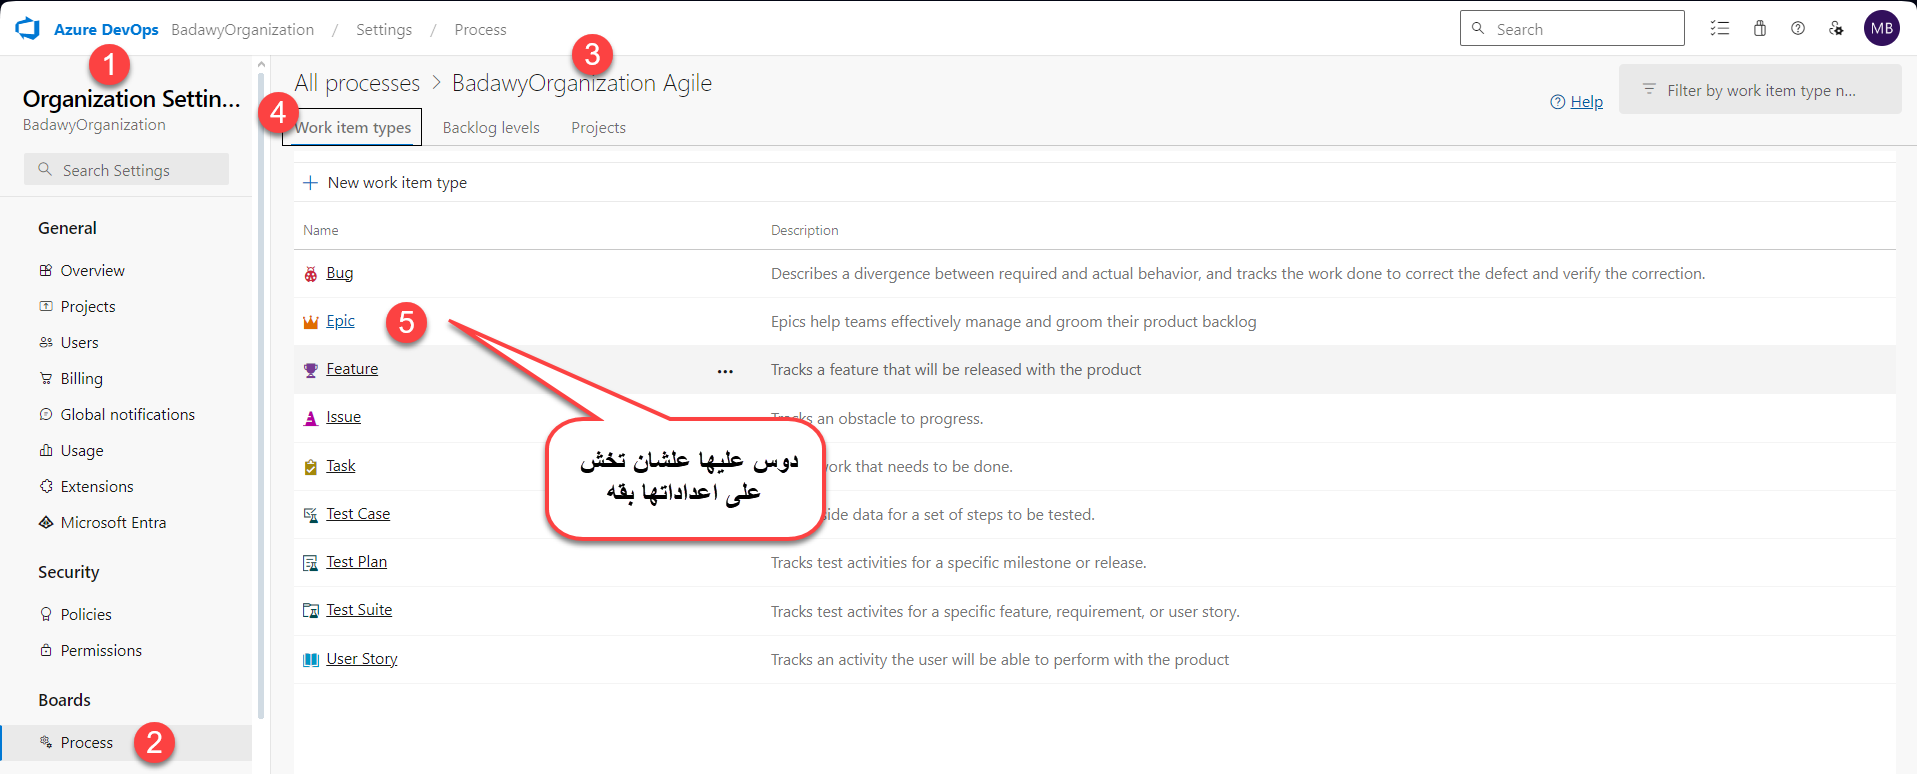 Azure DevOps BadawyOrganization / Settings / Process
Search
MB
1
3
Organization Settin...
BadawyOrganization
Search Settings
General
Overview
Projects
Users
Billing
Global notifications
Usage
Extensions
Microsoft Entra
Security
Policies
Permissions
Boards
Process
2
All processes > BadawyOrganization Agile
Help
Filter by work item type n...
4
Work item types Backlog levels Projects
+ New work item type
Name Description
Bug Describes a divergence between required and actual behavior, and tracks the work done to correct the defect and verify the correction.
Epic 5 Epics help teams effectively manage and groom their product backlog
Feature ... Tracks a feature that will be released with the product
Issue Tracks an obstacle to progress.
Task work that needs to be done.
Test Case side data for a set of steps to be tested.
Test Plan Tracks test activities for a specific milestone or release.
Test Suite Tracks test activites for a specific feature, requirement, or user story.
User Story Tracks an activity the user will be able to perform with the product
دوس عليها علشان تخش
على اعداداتها بقه